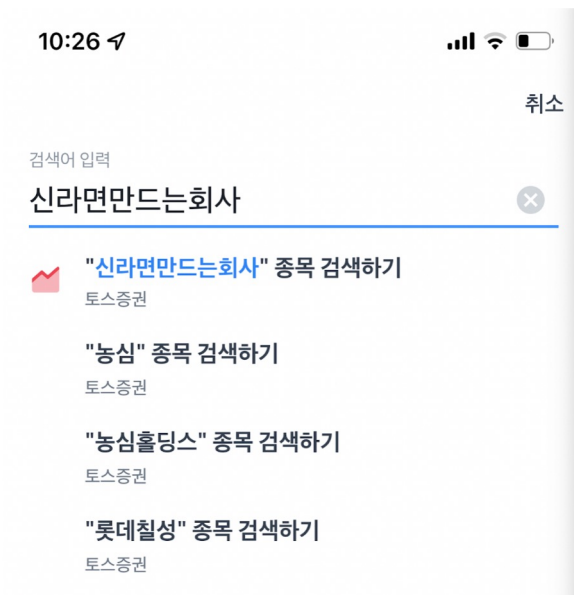 10:26
취소
검색어 입력
신라면만드는회사
"신라면만드는회사" 종목 검색하기
토스증권
"농심" 종목 검색하기
토스증권
"농심홀딩스" 종목 검색하기
토스증권
"롯데칠성" 종목 검색하기
토스증권